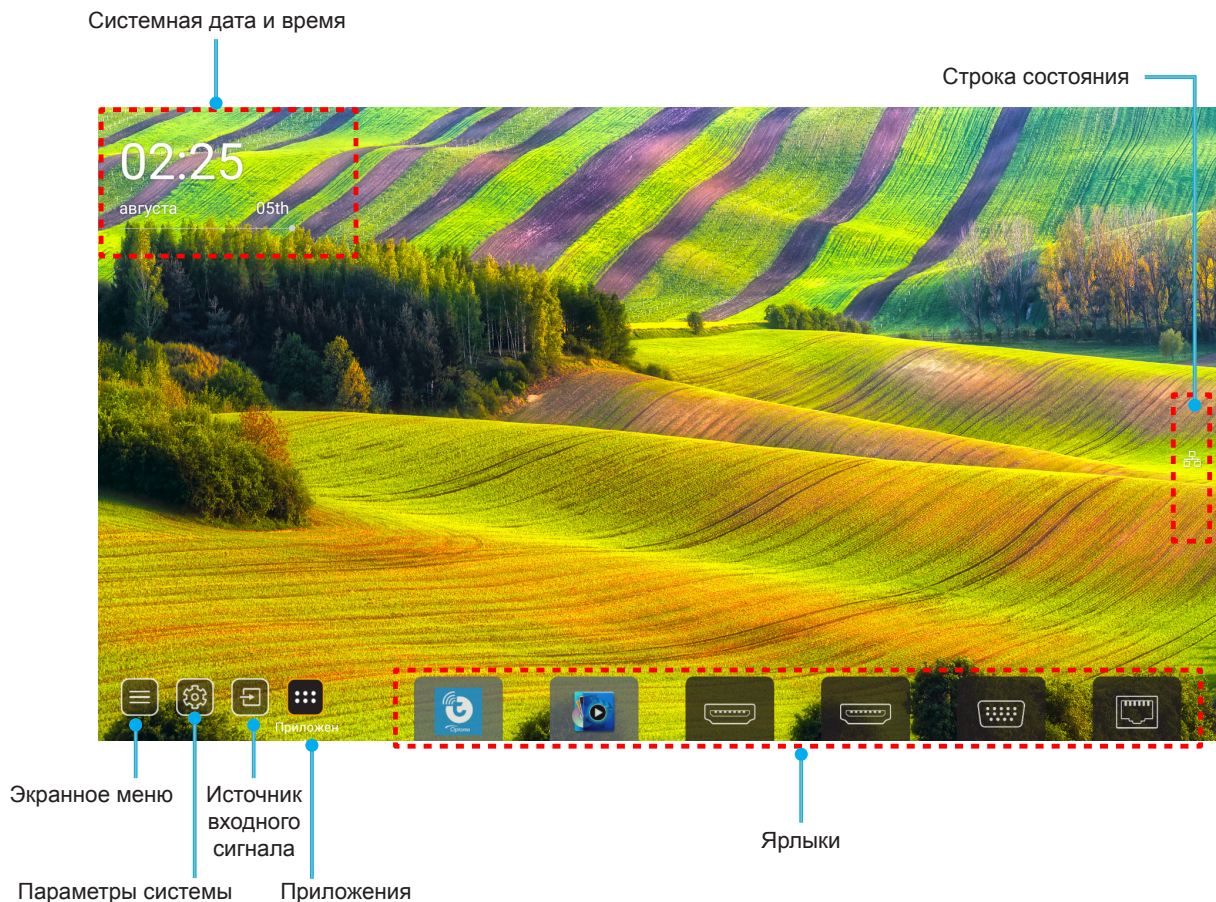 Системная дата и время
Строка состояния
02:25
августа 05th
Приложен
Optoma
Экранное меню
Источник
входного
сигнала
Ярлыки
Параметры системы
Приложения